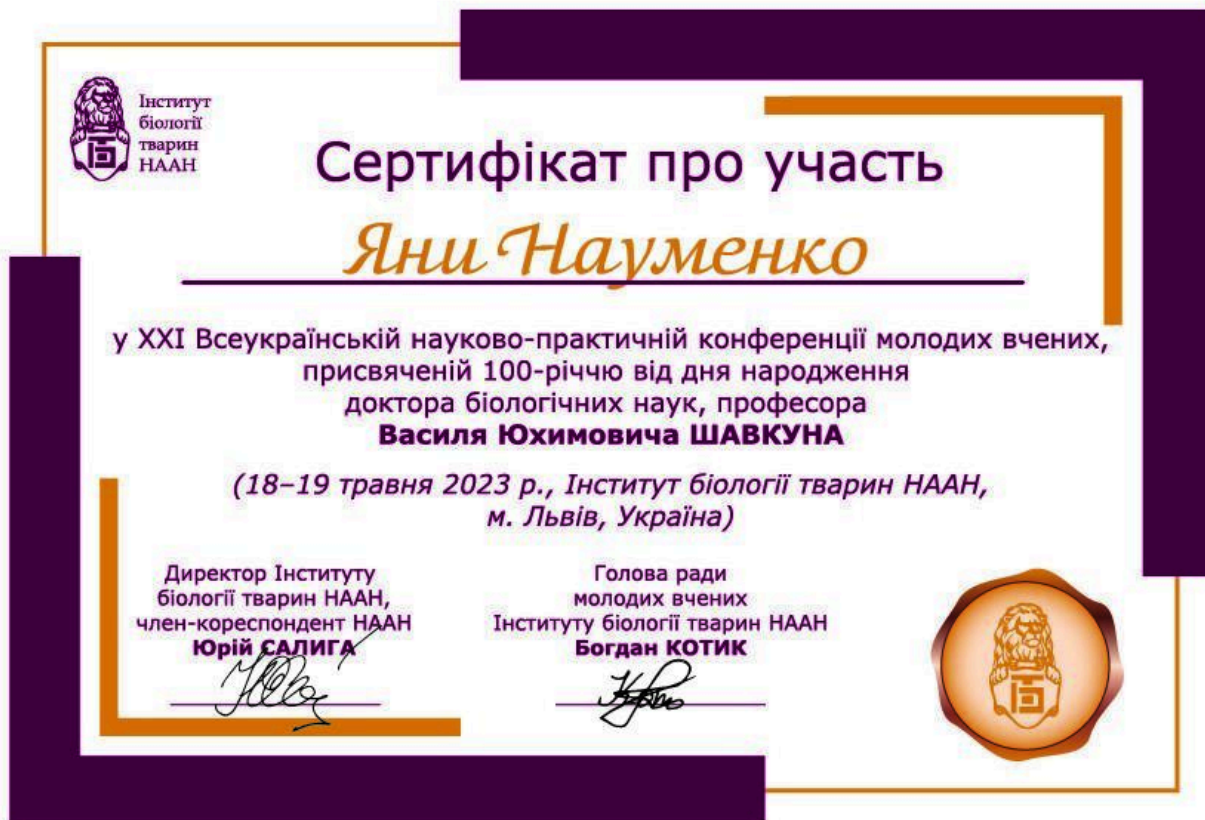 Інститут
біології
тварин
НААН
Сертифікат про участь
Яни Науменко
у XXI Всеукраїнській науково-практичній конференції молодих вчених,
присвяченій 100-річчю від дня народження
доктора біологічних наук, професора
Василя Юхимовича ШАВКУНА
(18–19 травня 2023 р., Інститут біології тварин НААН,
м. Львів, Україна)
Директор Інституту
біології тварин НААН,
член-кореспондент НААН
Юрій САЛИГА
Голова ради
молодих вчених
Інституту біології тварин НААН
Богдан КОТИК